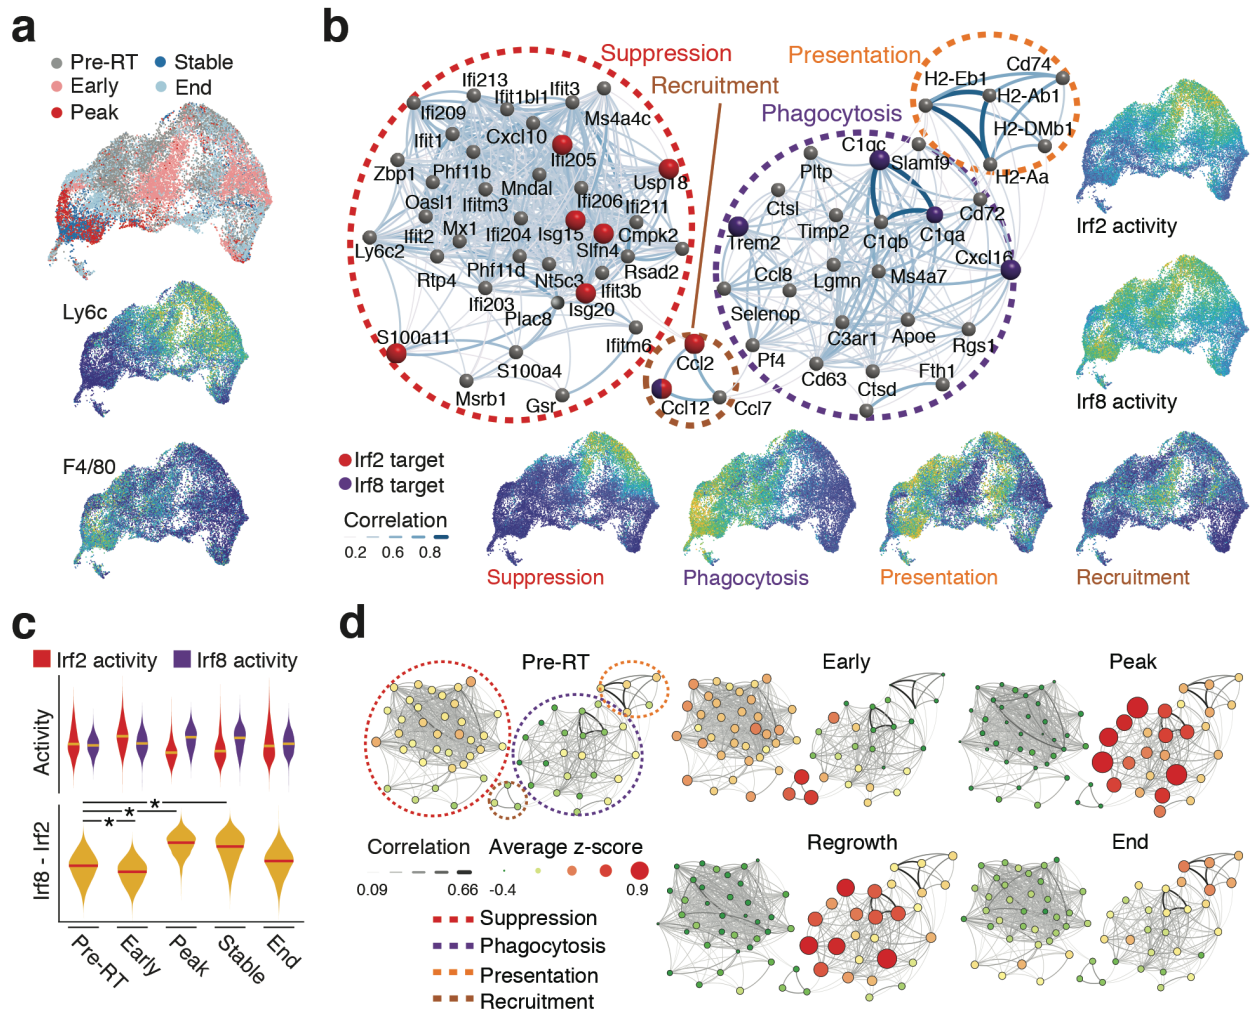 a
Pre-RT
Stable
Early
End
Peak
Ly6c
F4/80
b
Suppression
Recruitment
Presentation
Phagocytosis
Ifi213
Ifit1bl1
Ifit3
Ifi209
Ms4a4c
Ifit1
Cxcl10
Ifi205
Zbp1
Phf11b
Mndal
Usp18
Oasl1
Ifitm3
Ifi206
Ifi211
Ifit2
Mx1
Ifi204
Isg15
Slfn4
Cmpk2
Ly6c2
Rtp4
Phf11d
Nt5c3
Rsad2
Ifi203
Ifit3b
Plac8
Isg20
S100a11
Ifitm6
S100a4
Msrb1
Gsr
Ccl2
Ccl12
Ccl7
Cd74
H2-Eb1
H2-Ab1
H2-DMb1
H2-Aa
C1qc
Slamf9
Pltp
Ctsl
Cd72
Trem2
Timp2
C1qb
C1qa
Cxcl16
Ccl8
Lgmn
Ms4a7
Selenop
C3ar1
Apoe
Rgs1
Pf4
Cd63
Ctsd
Fth1
Irf2 activity
Irf8 activity
Irf2 target
Irf8 target
Correlation
0.2 0.6 0.8
Suppression
Phagocytosis
Presentation
Recruitment
c
Irf2 activity
Irf8 activity
Activity
*
*
*
Irf8 - Irf2
Pre-RT
Early
Peak
Stable
End
d
Pre-RT
Early
Peak
Correlation
0.09 0.66
Average z-score
-0.4 0.9
Suppression
Phagocytosis
Presentation
Recruitment
Regrowth
End